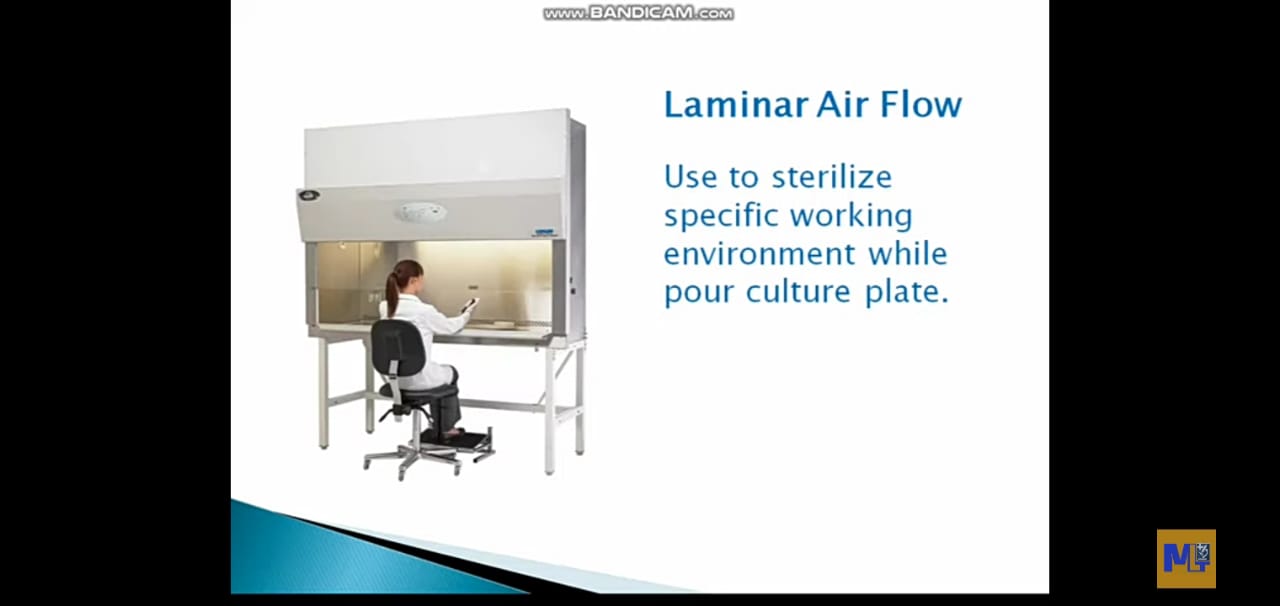 www.BANDICAM.com
Laminar Air Flow
Use to sterilize
specific working
environment while
pour culture plate.
MLT